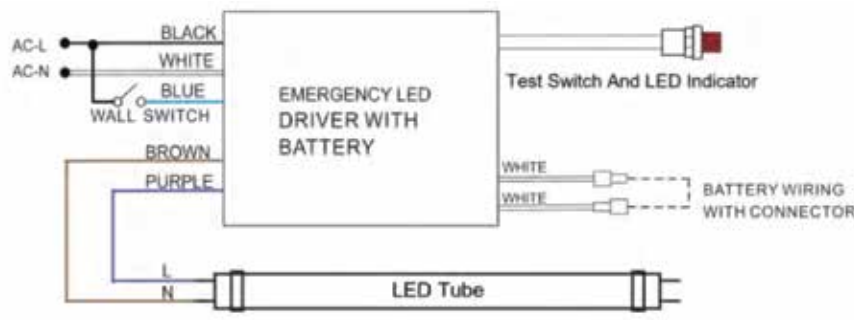 AC-L
BLACK
AC-N
WHITE
BLUE
WALL SWITCH
BROWN
PURPLE
EMERGENCY LED
DRIVER WITH
BATTERY
Test Switch And LED Indicator
WHITE
WHITE
BATTERY WIRING
WITH CONNECTOR
L
N
LED Tube